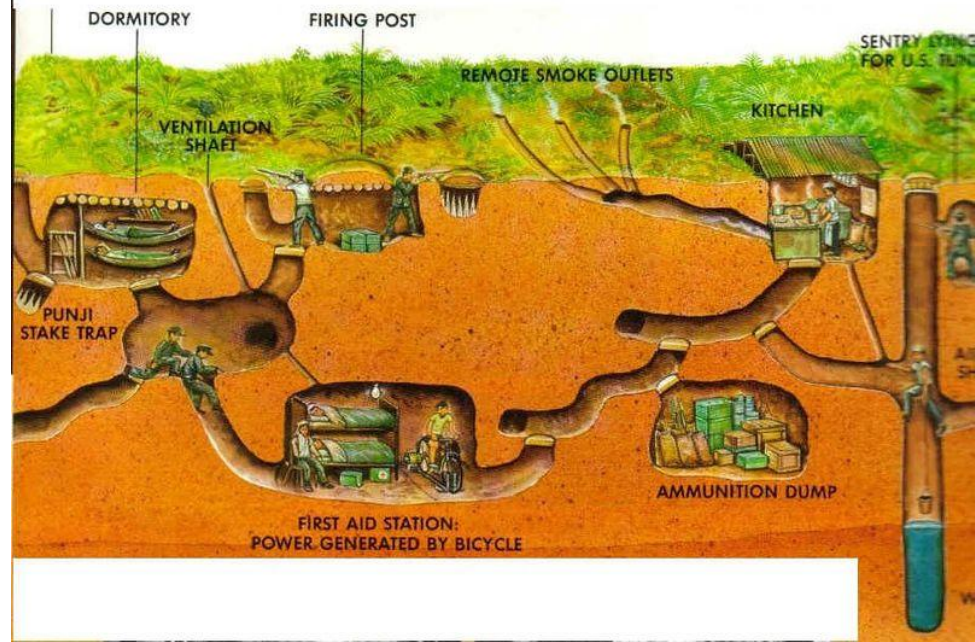 DORMITORY
FIRING POST
SENTRY LYING
FOR U.S.
REMOTE SMOKE OUTLETS
KITCHEN
VENTILATION
SHAFT
PUNJI
STAKE TRAP
AMMUNITION DUMP
FIRST AID STATION:
POWER GENERATED BY BICYCLE